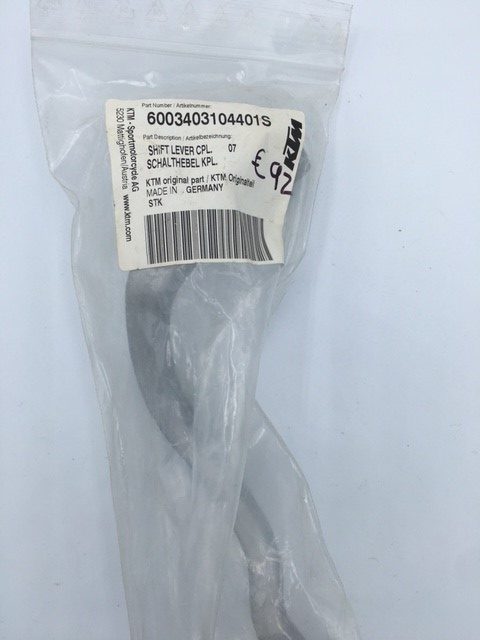 Part Number / Artikelnummer:
6003403104401S
Part Description / Artikelbezeichnung:
SHIFT LEVER CPL. 07
SCHALTHEBEL KPL.
KTM original part / KTM Originalteil
MADE IN . GERMANY
STK
KTM - Sportmotorcycle AG
5230 Mattighofen/Austria www.ktm.com
KTM
€ 92